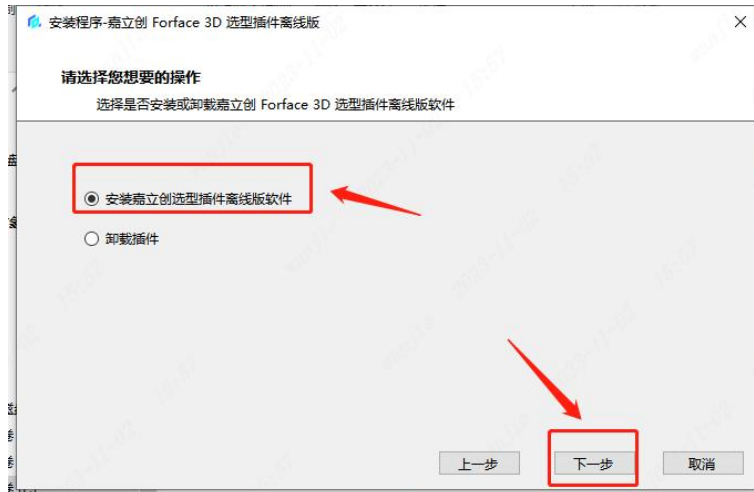 安装程序-嘉立创 Forface 3D 选型插件离线版
请选择您想要的操作
选择是否安装或卸载嘉立创 Forface 3D 选型插件离线版软件
安装嘉立创选型插件离线版软件
卸载插件
上一步
下一步
取消